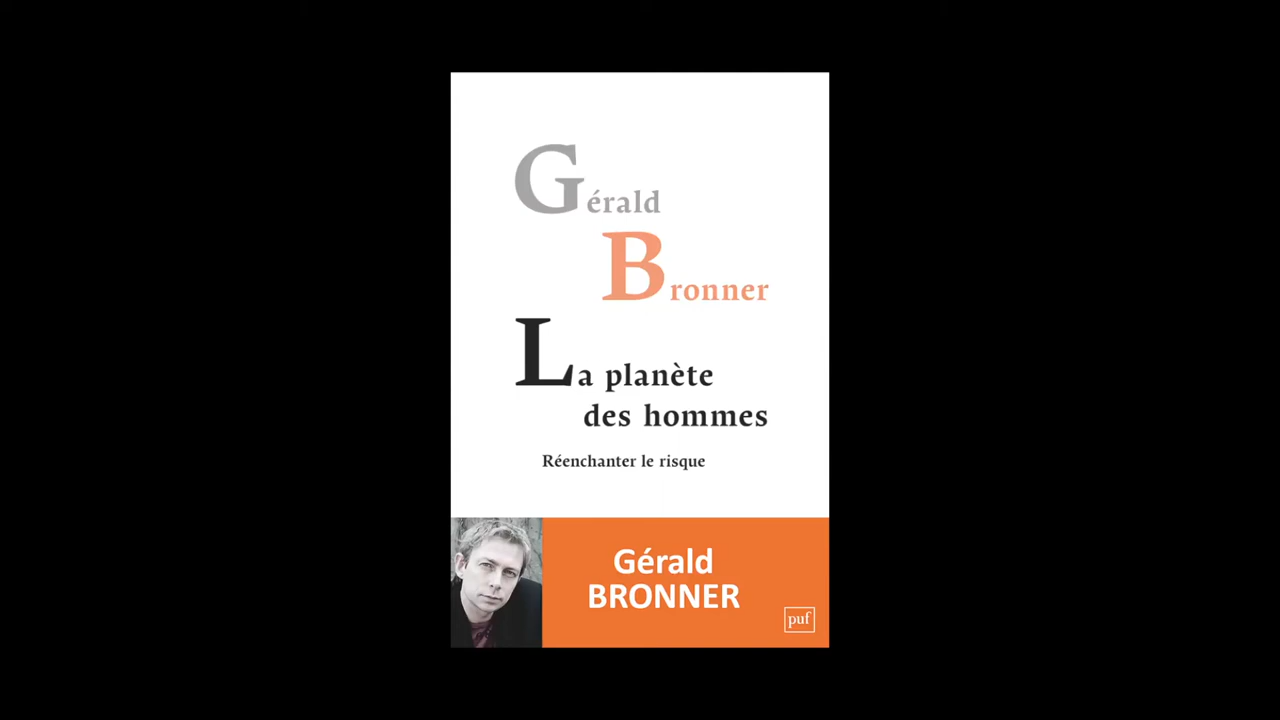 Gérald
Bronner
La planète
des hommes
Réenchanter le risque
Gérald
BRONNER
puf